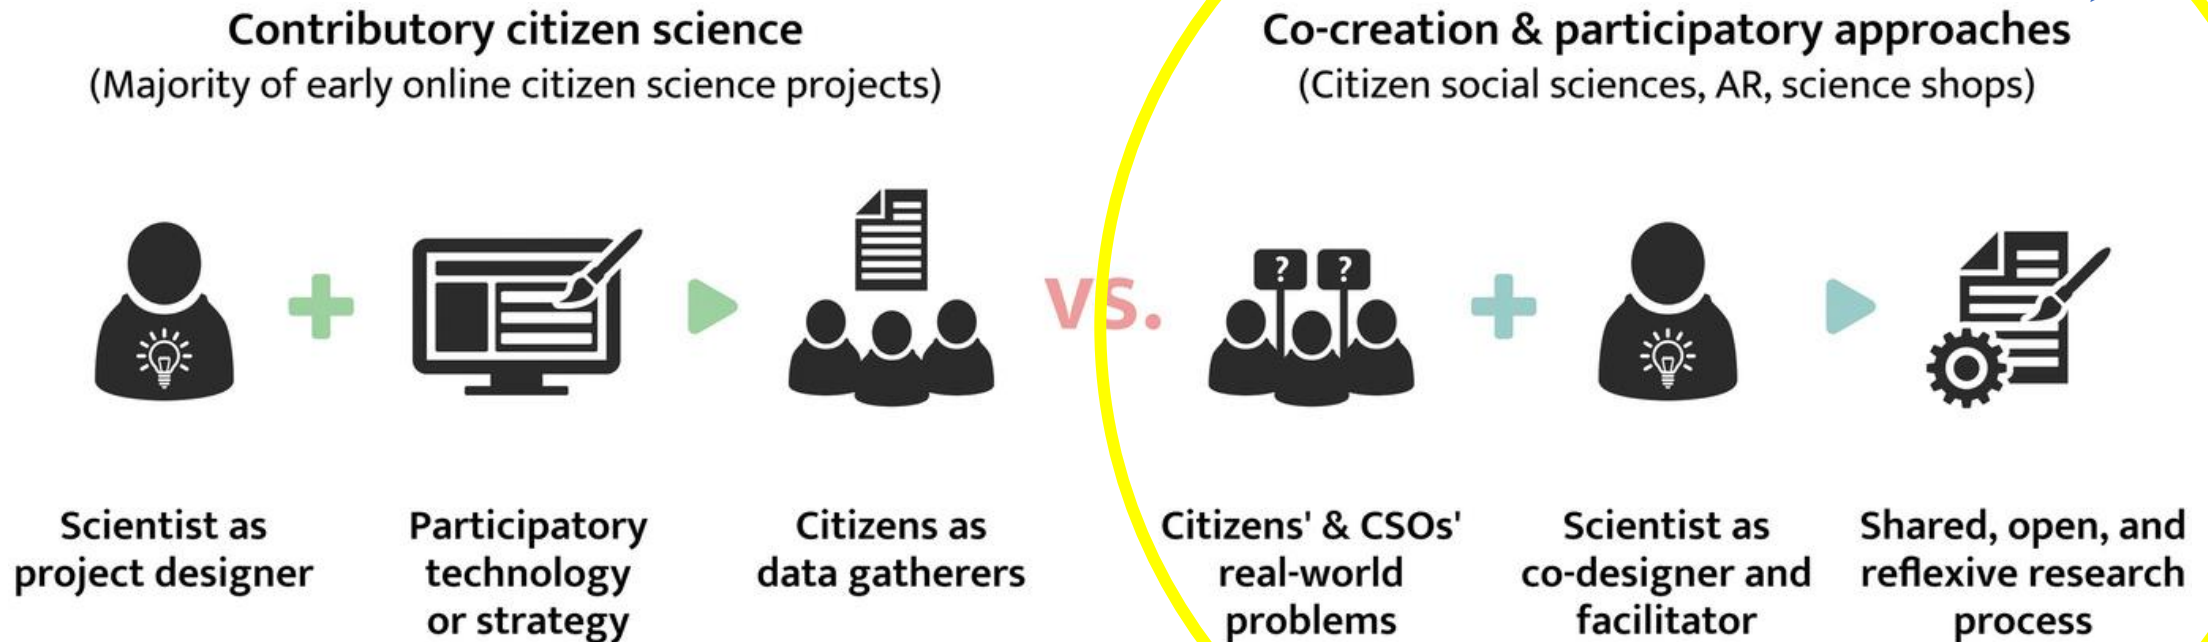 Contributory citizen science
(Majority of early online citizen science projects)
Scientist as
project designer
Participatory
technology
or strategy
Citizens as
data gatherers
VS.
Co-creation & participatory approaches
(Citizen social sciences, AR, science shops)
? ?
Citizens' & CSOs'
real-world
problems
Scientist as
co-designer and
facilitator
Shared, open, and
reflexive research
process